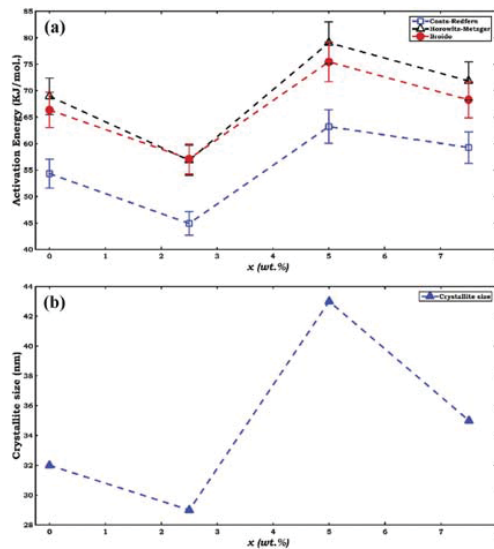 (a)
Coats-Redfern
Horowitz-Metzger
Broido
Activation Energy (KJ/mol.)
85
80
75
70
65
60
55
50
45
40
0 1 2 3 4 5 6 7
x (wt.%)
(b)
Crystallite size
Crystallite size (nm)
44
42
40
38
36
34
32
30
28
0 1 2 3 4 5 6 7
x (wt.%)